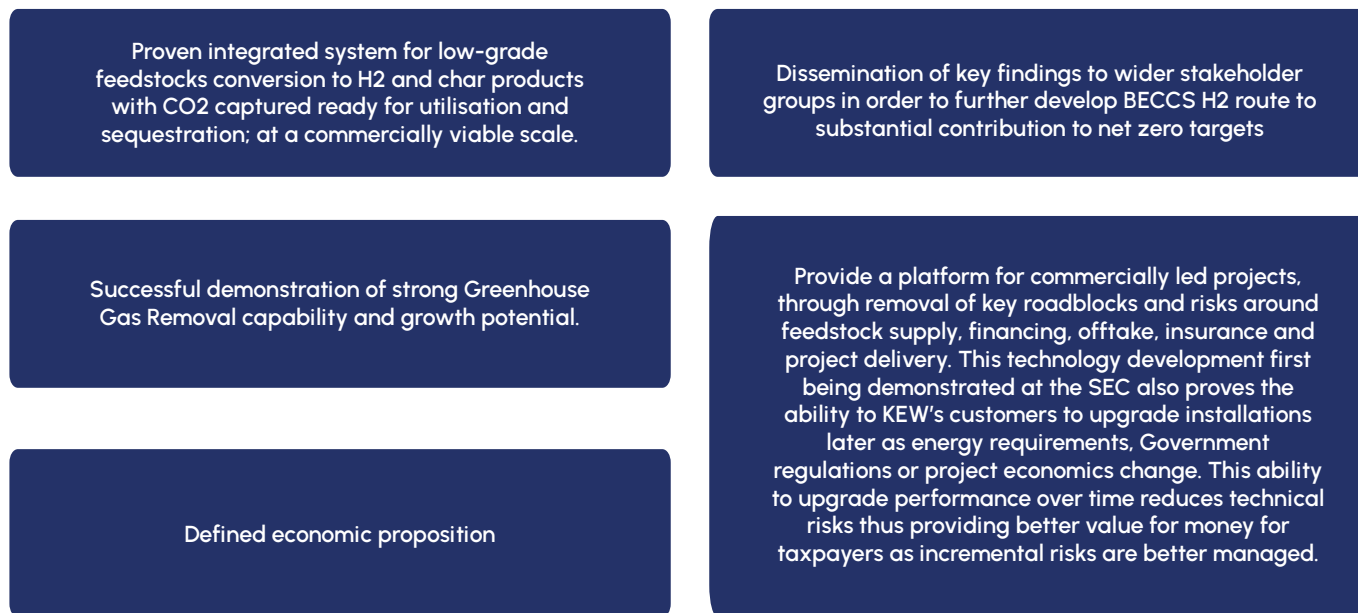 Proven integrated system for low-grade
feedstocks conversion to H2 and char products
with CO2 captured ready for utilisation and
sequestration; at a commercially viable scale.
Dissemination of key findings to wider stakeholder
groups in order to further develop BECCS H2 route to
substantial contribution to net zero targets
Successful demonstration of strong Greenhouse
Gas Removal capability and growth potential.
Provide a platform for commercially led projects,
through removal of key roadblocks and risks around
feedstock supply, financing, offtake, insurance and
project delivery. This technology development first
being demonstrated at the SEC also proves the
ability to KEW's customers to upgrade installations
later as energy requirements, Government
regulations or project economics change. This ability
to upgrade performance over time reduces technical
risks thus providing better value for money for
taxpayers as incremental risks are better managed.
Defined economic proposition